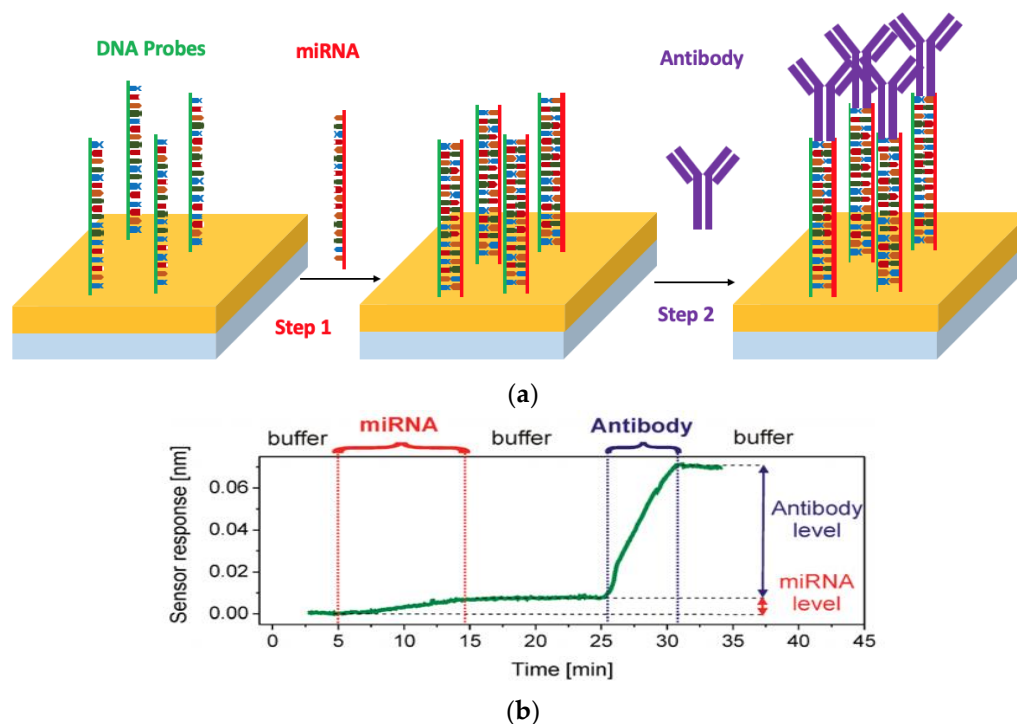 DNA Probes
miRNA
Antibody
Step 1
Step 2
(a)
buffer
miRNA
buffer
Antibody
buffer
Sensor response [nm]
0.06
0.04
0.02
0.00
Antibody
level
miRNA
level
0
5
10
15
20
25
30
35
40
45
Time [min]
(b)